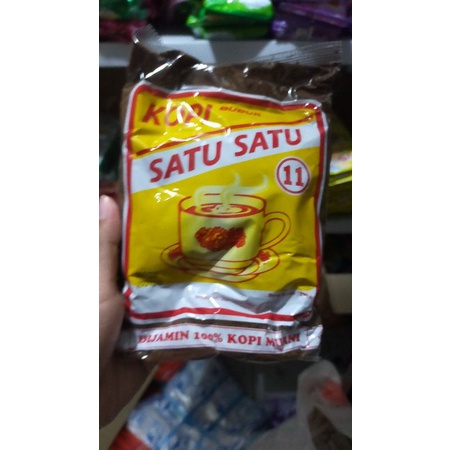 KOPI BUBUK
SATU SATU
11
DIJAMIN 100% KOPI MURNI